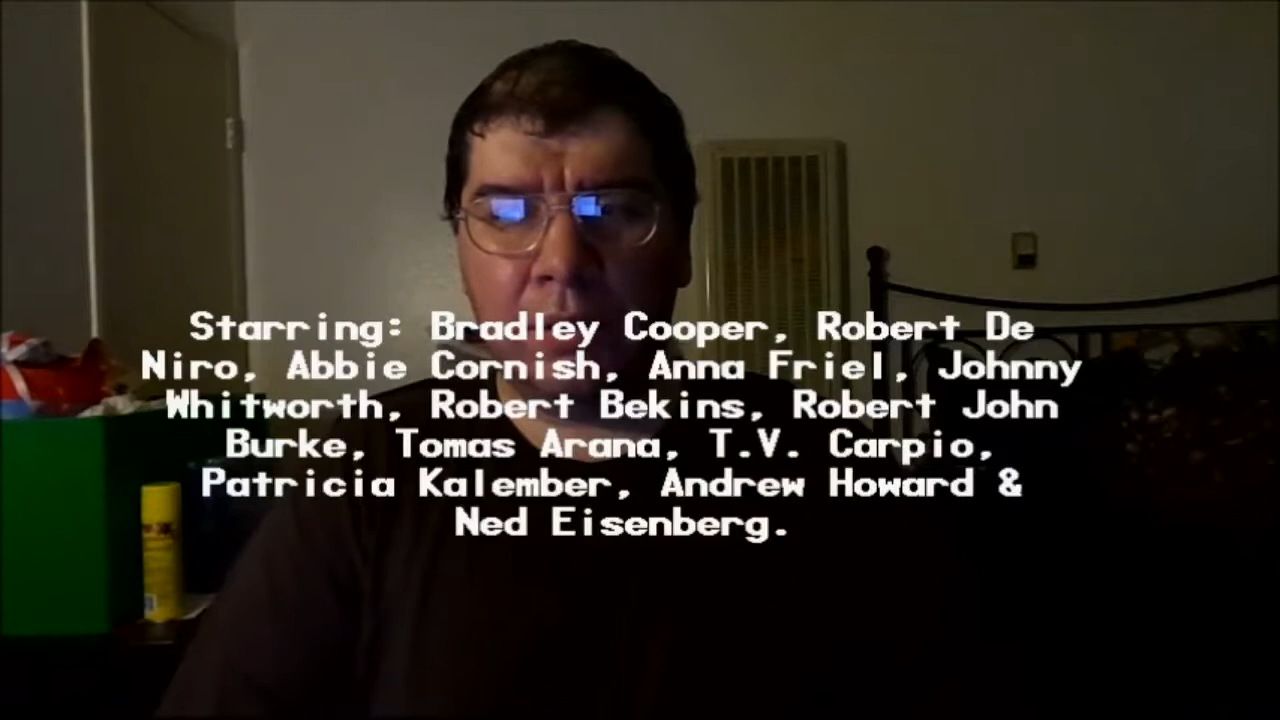 Starring: Bradley Cooper, Robert De
Niro, Abbie Cornish, Anna Friel, Johnny
Whitworth, Robert Bekins, Robert John
Burke, Tomas Arana, T.V. Carpio,
Patricia Kalember, Andrew Howard &
Ned Eisenberg.